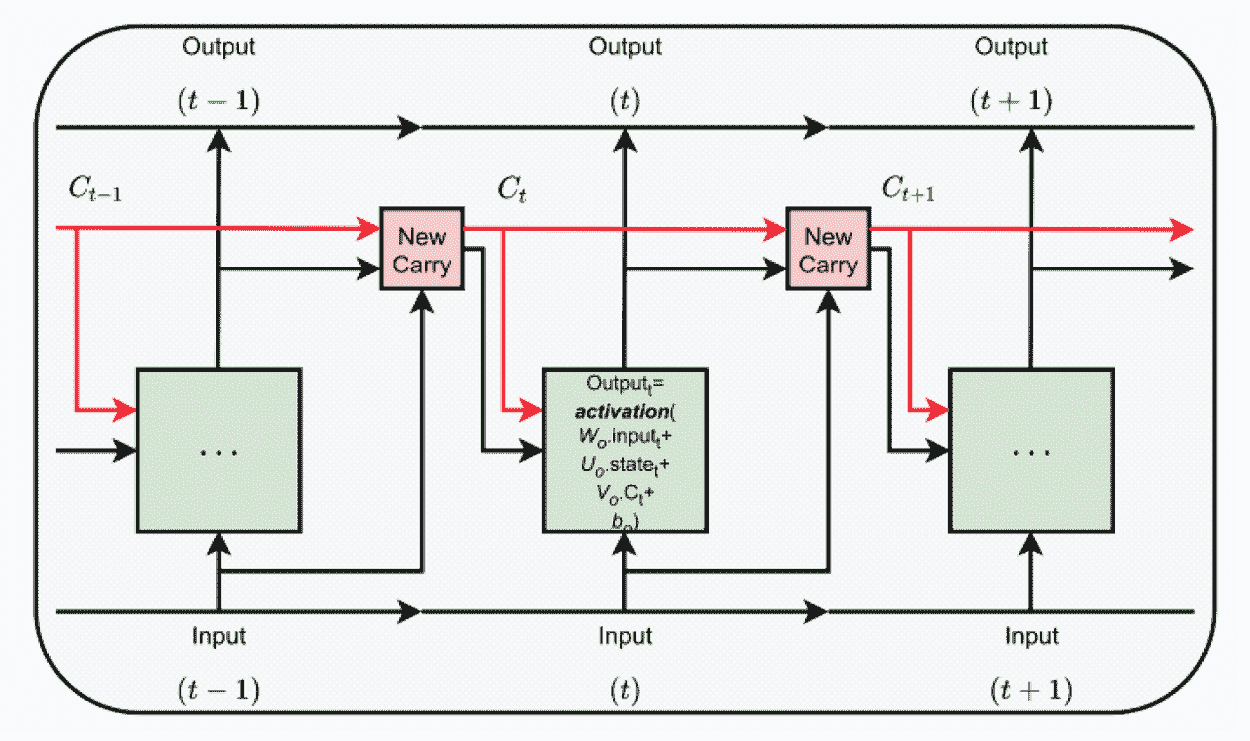 Output
Output
Output
(t − 1)
(t)
(t + 1)
C_{t−1}
C_t
C_{t+1}
New
Carry
New
Carry
...
Output_t=
activation(
W_o.input_t+
U_o.state_t+
V_o.C_t+
b_o)
...
Input
Input
Input
(t − 1)
(t)
(t + 1)